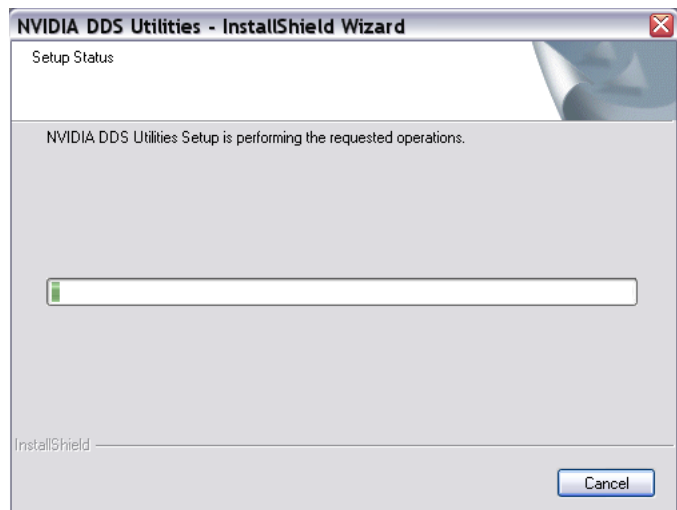 NVIDIA DDS Utilities - InstallShield Wizard
Setup Status
NVIDIA DDS Utilities Setup is performing the requested operations.
InstallShield
Cancel